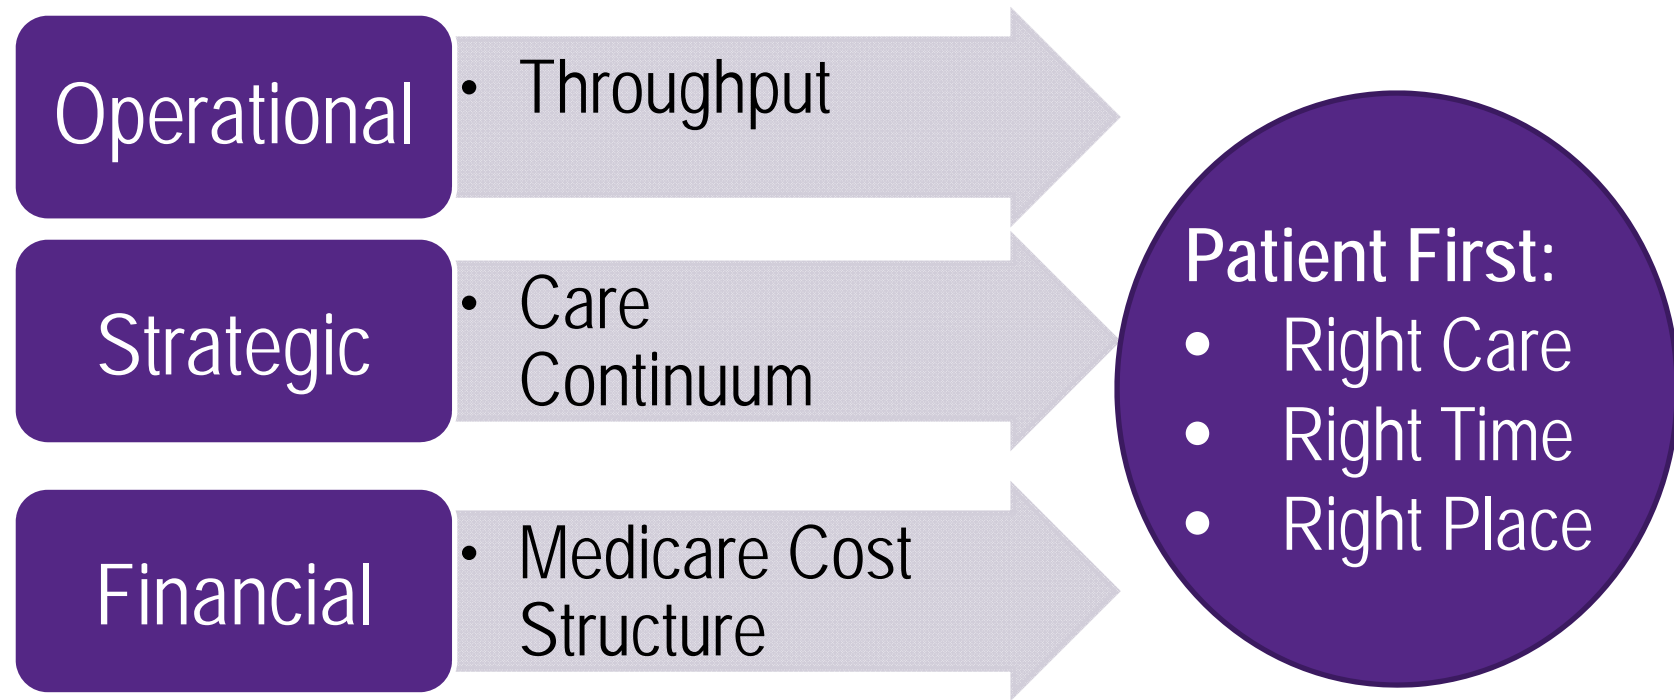 Operational
• Throughput
Strategic
• Care
Continuum
Financial
• Medicare Cost
Structure
Patient First:
• Right Care
• Right Time
• Right Place